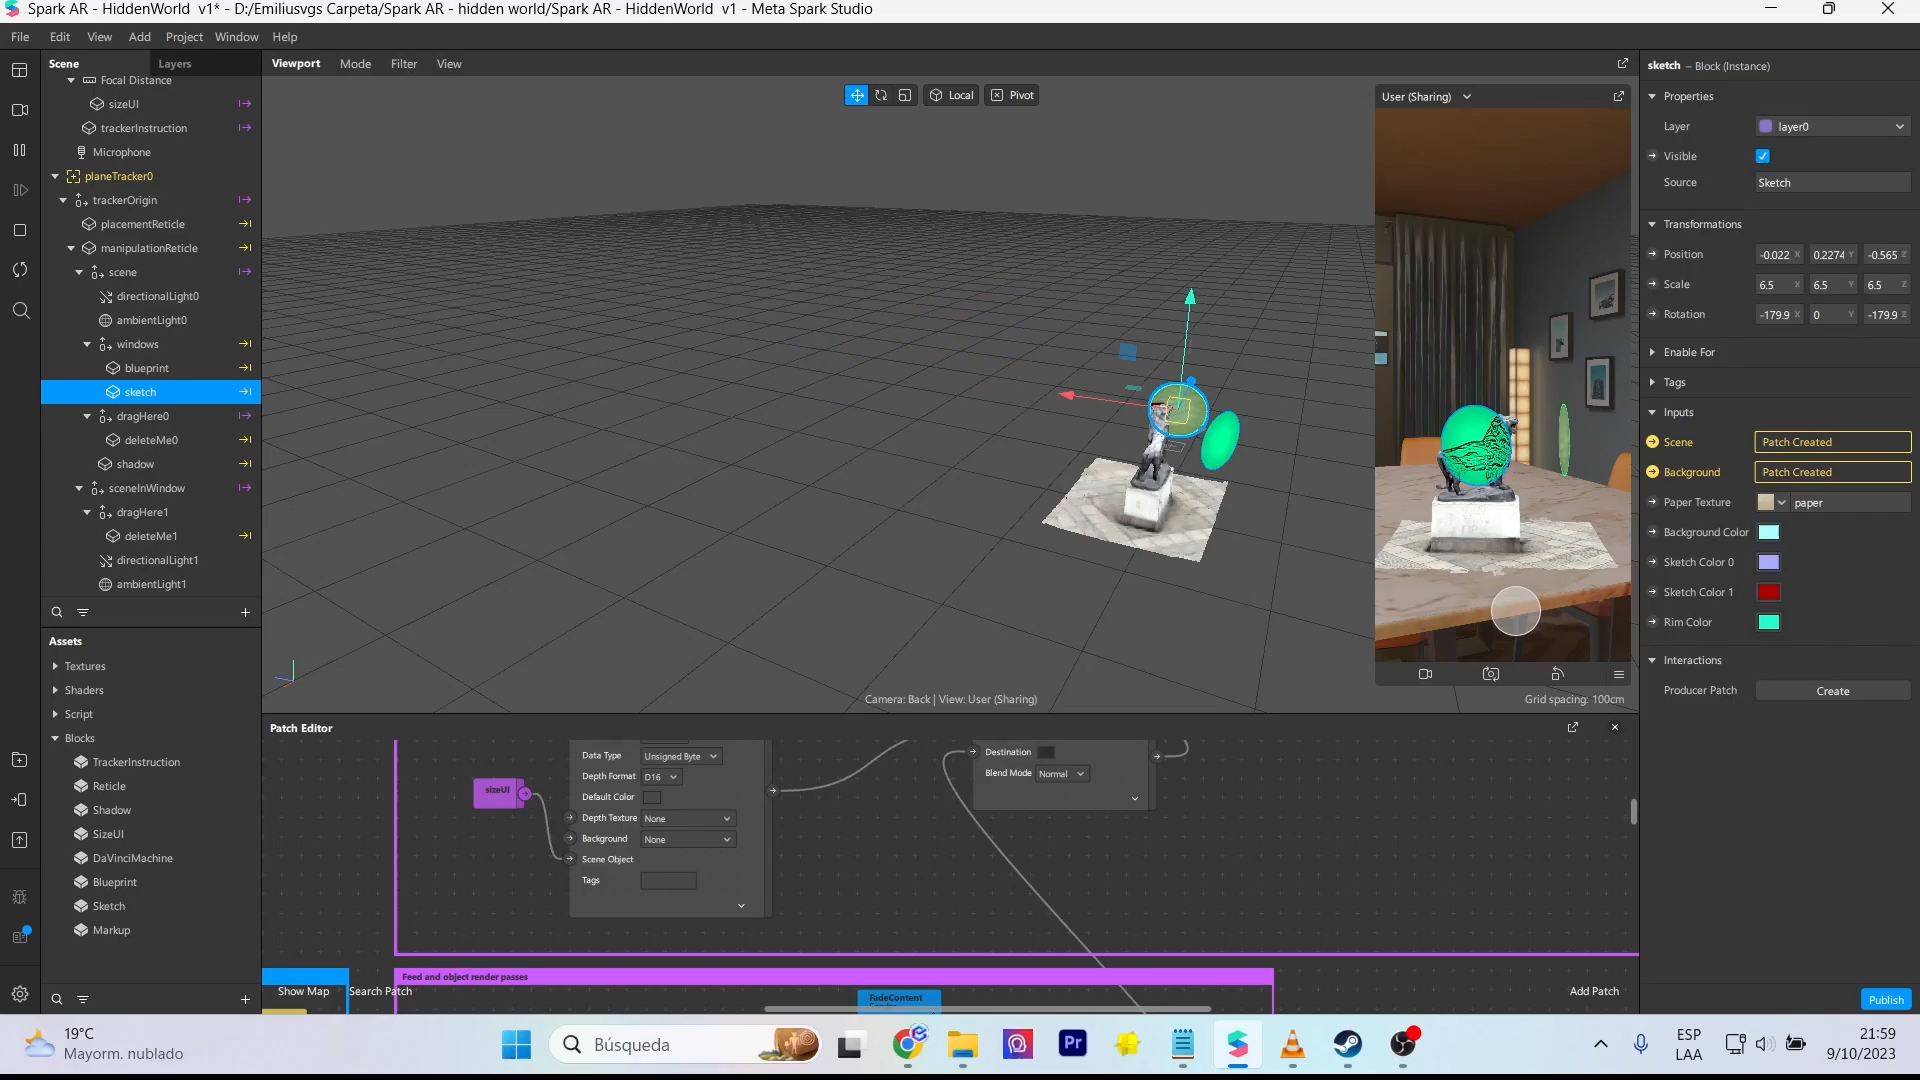 Spark AR - HiddenWorld  v1* - D:/Emiliusvgs Carpeta/Spark AR - hidden world/Spark AR - HiddenWorld  v1 - Meta Spark Studio
File Edit View Add Project Window Help
Scene Layers
Focal Distance
sizeUI
trackerInstruction
Microphone
planeTracker0
trackerOrigin
placementReticle
manipulationReticle
scene
directionalLight0
ambientLight0
windows
blueprint
sketch
dragHere0
deleteMe0
shadow
sceneInWindow
dragHere1
deleteMe1
directionalLight1
ambientLight1
Assets
Textures
Shaders
Script
Blocks
TrackerInstruction
Reticle
Shadow
SizeUI
DaVinciMachine
Blueprint
Sketch
Markup
Viewport Mode Filter View
Local Pivot
User (Sharing)
Camera: Back | View: User (Sharing)
Grid spacing: 100cm
Patch Editor
sizeUI
Data Type Unsigned Byte
Depth Format D16
Default Color
Depth Texture None
Background None
Scene Object
Tags
Destination
Blend Mode Normal
Feed and object render passes
FadeContent
Show Map Search Patch
Add Patch
sketch – Block (Instance)
Properties
Layer layer0
Visible
Source Sketch
Transformations
Position -0.022 X 0.2274 Y -0.565 Z
Scale 6.5 X 6.5 Y 6.5 Z
Rotation -179.9 X 0 Y -179.9 Z
Enable For
Tags
Inputs
Scene Patch Created
Background Patch Created
Paper Texture paper
Background Color
Sketch Color 0
Sketch Color 1
Rim Color
Interactions
Producer Patch Create
Publish
19°C
Mayorm. nublado
Búsqueda
Pr
ESP
LAA
21:59
9/10/2023